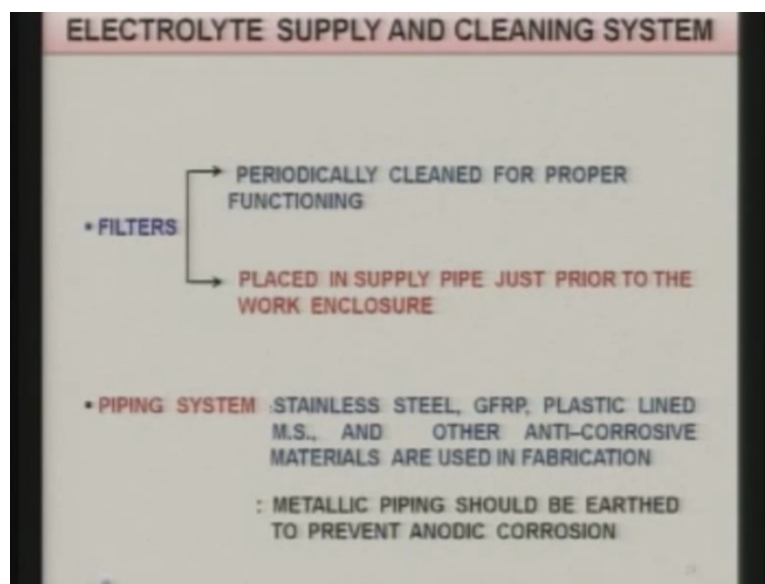 ELECTROLYTE SUPPLY AND CLEANING SYSTEM
PERIODICALLY CLEANED FOR PROPER
FUNCTIONING
• FILTERS
PLACED IN SUPPLY PIPE JUST PRIOR TO THE
WORK ENCLOSURE
• PIPING SYSTEM :STAINLESS STEEL, GFRP, PLASTIC LINED
M.S., AND OTHER ANTI–CORROSIVE
MATERIALS ARE USED IN FABRICATION
: METALLIC PIPING SHOULD BE EARTHED
TO PREVENT ANODIC CORROSION